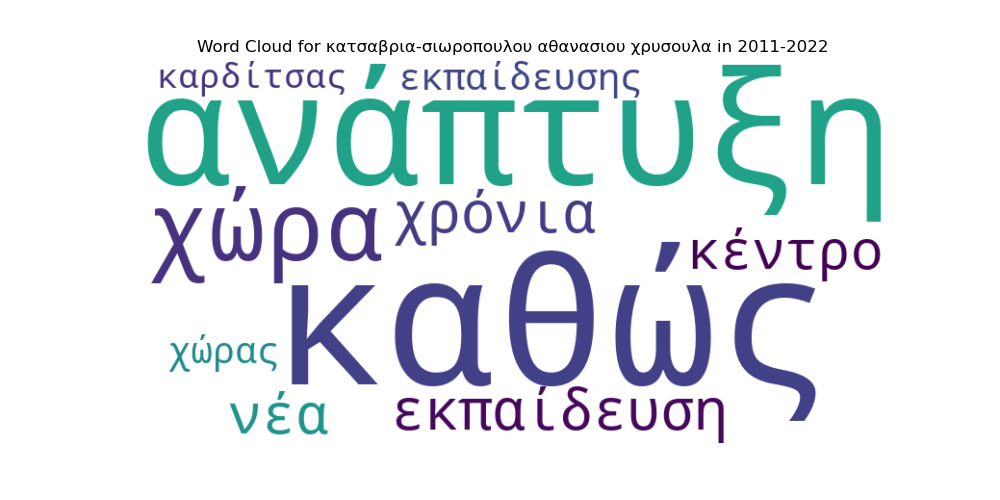 Word Cloud for κατσαβρια-σιωροπουλου αθανασιου χρυσουλα in 2011-2022
καρδίτσας εκπαίδευσης
ανάπτυξη
χώρα χρόνια
κέντρο
καθώς
χώρας
νέα εκπαίδευση